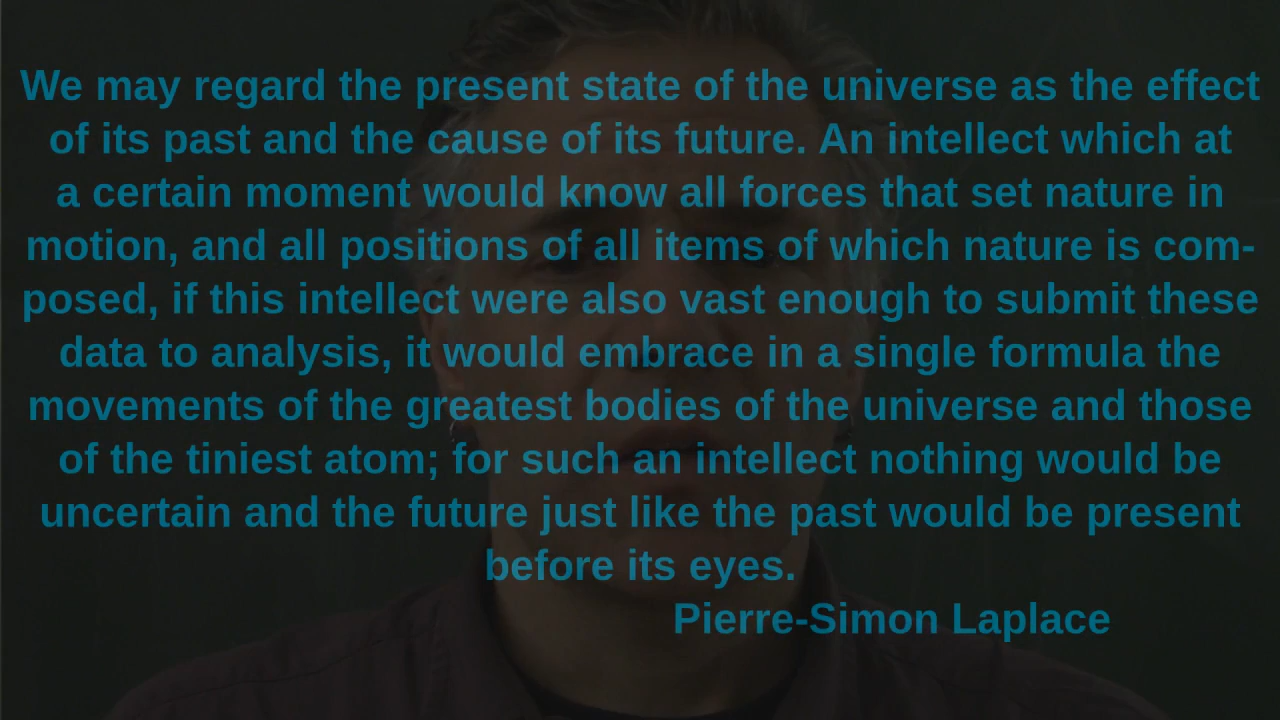 We may regard the present state of the universe as the effect
of its past and the cause of its future. An intellect which at
a certain moment would know all forces that set nature in
motion, and all positions of all items of which nature is com-
posed, if this intellect were also vast enough to submit these
data to analysis, it would embrace in a single formula the
movements of the greatest bodies of the universe and those
of the tiniest atom; for such an intellect nothing would be
uncertain and the future just like the past would be present
before its eyes.
Pierre-Simon Laplace